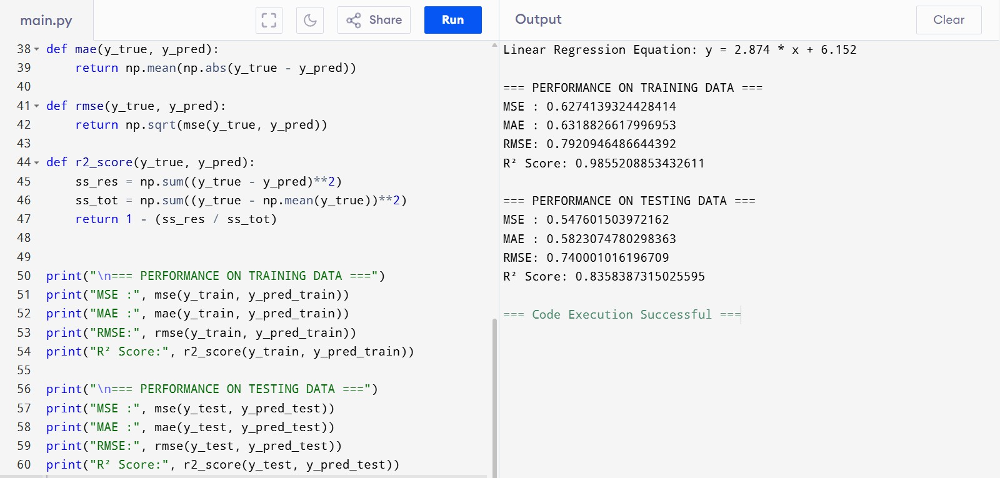 main.py
Share
Run
Output
Clear
38 def mae(y_true, y_pred):
39     return np.mean(np.abs(y_true - y_pred))
40
41 def rmse(y_true, y_pred):
42     return np.sqrt(mse(y_true, y_pred))
43
44 def r2_score(y_true, y_pred):
45     ss_res = np.sum((y_true - y_pred)**2)
46     ss_tot = np.sum((y_true - np.mean(y_true))**2)
47     return 1 - (ss_res / ss_tot)
48
49
50 print("\n=== PERFORMANCE ON TRAINING DATA ===")
51 print("MSE :", mse(y_train, y_pred_train))
52 print("MAE :", mae(y_train, y_pred_train))
53 print("RMSE:", rmse(y_train, y_pred_train))
54 print("R² Score:", r2_score(y_train, y_pred_train))
55
56 print("\n=== PERFORMANCE ON TESTING DATA ===")
57 print("MSE :", mse(y_test, y_pred_test))
58 print("MAE :", mae(y_test, y_pred_test))
59 print("RMSE:", rmse(y_test, y_pred_test))
60 print("R² Score:", r2_score(y_test, y_pred_test))
Linear Regression Equation: y = 2.874 * x + 6.152
=== PERFORMANCE ON TRAINING DATA ===
MSE : 0.6274139324428414
MAE : 0.6318826617996953
RMSE: 0.7920946486644392
R² Score: 0.9855208853432611
=== PERFORMANCE ON TESTING DATA ===
MSE : 0.547601503972162
MAE : 0.5823074780298363
RMSE: 0.740001016196709
R² Score: 0.8358387315025595
=== Code Execution Successful ===